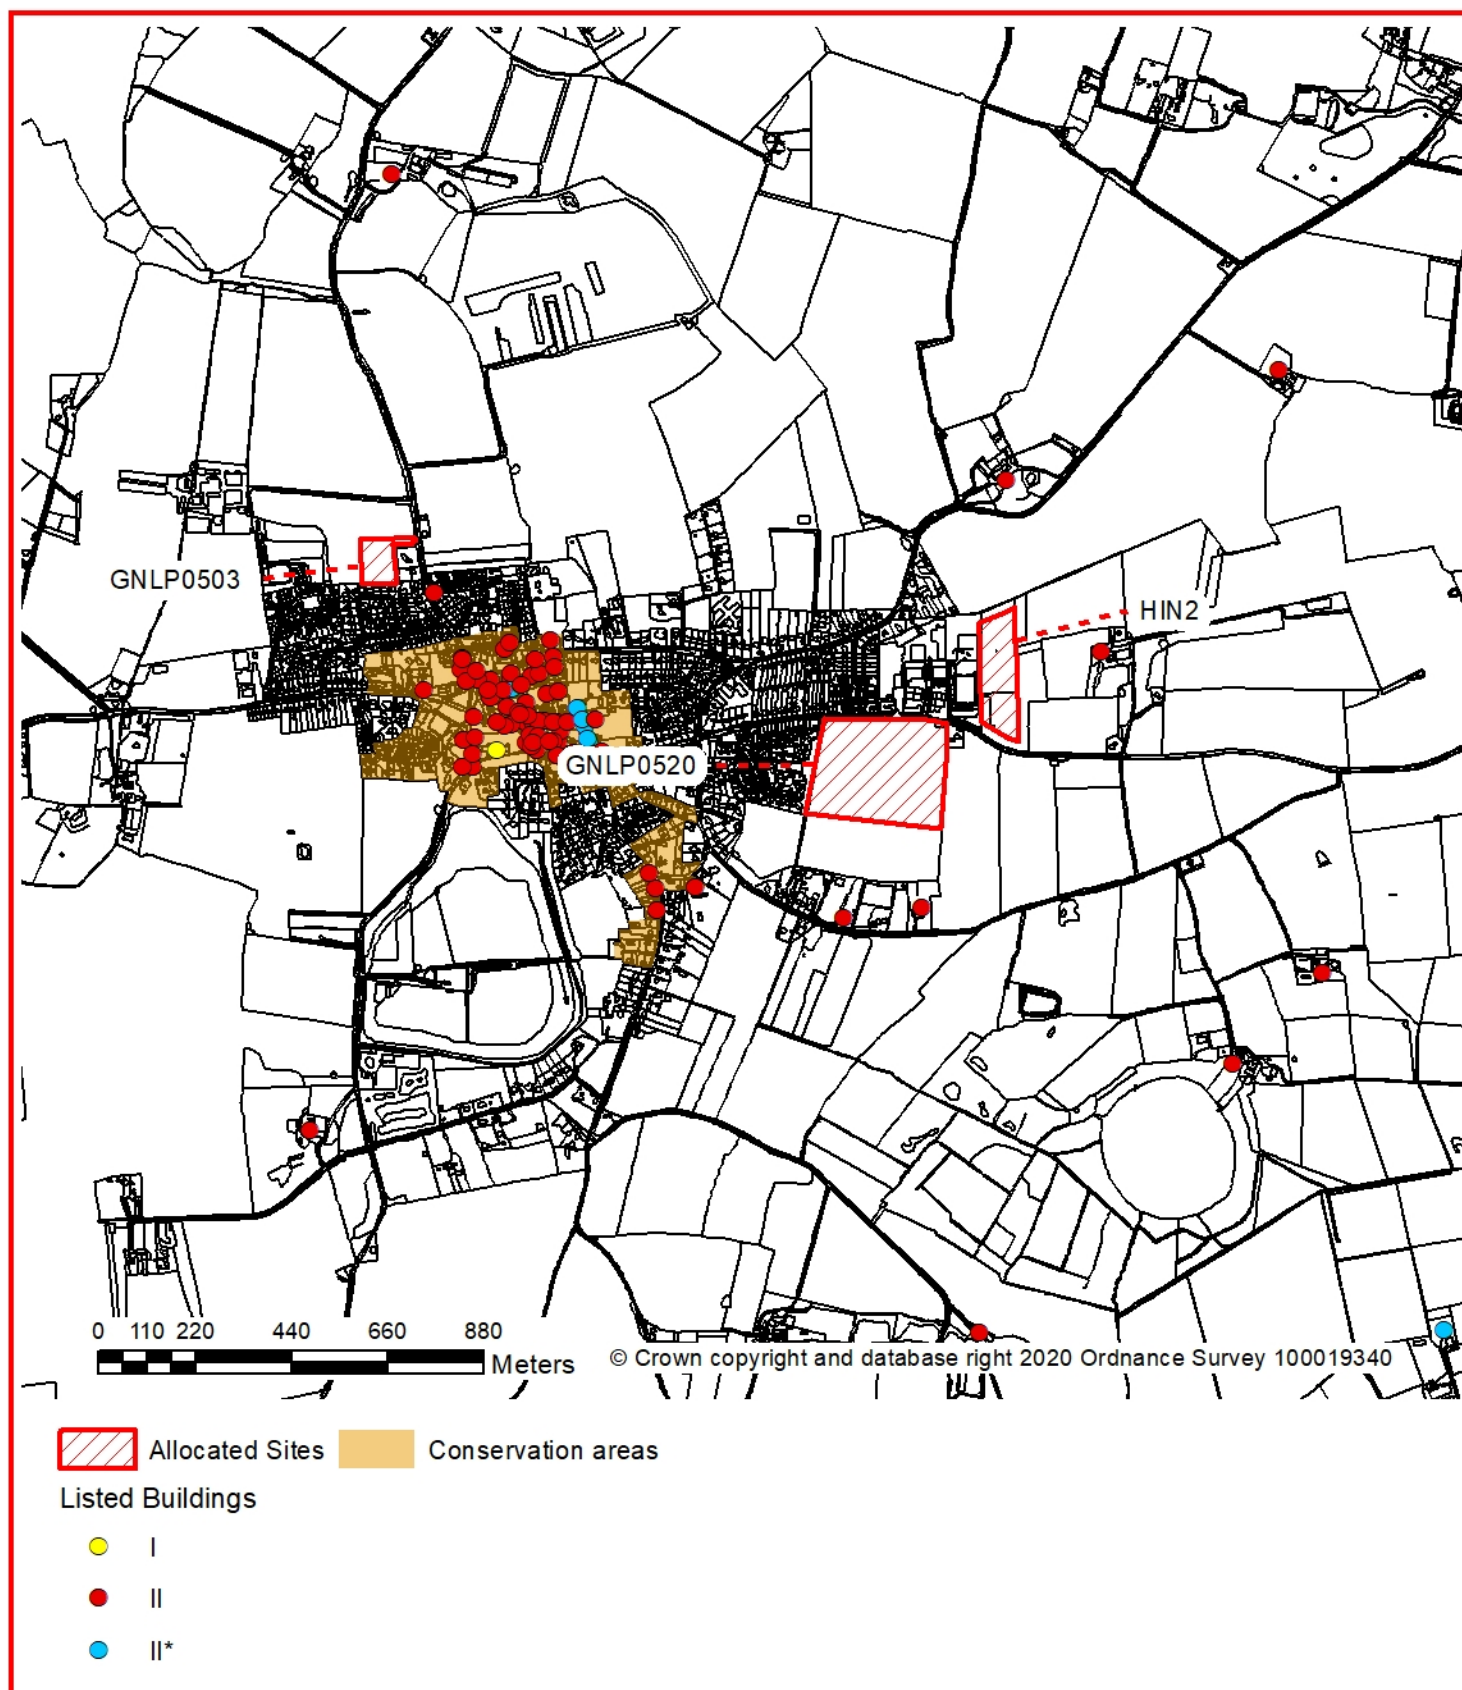 GNLP0503
HIN2
GNLP0520
0 110 220 440 660 880
Meters
© Crown copyright and database right 2020 Ordnance Survey 100019340
Allocated Sites
Conservation areas
Listed Buildings
I
II
II*